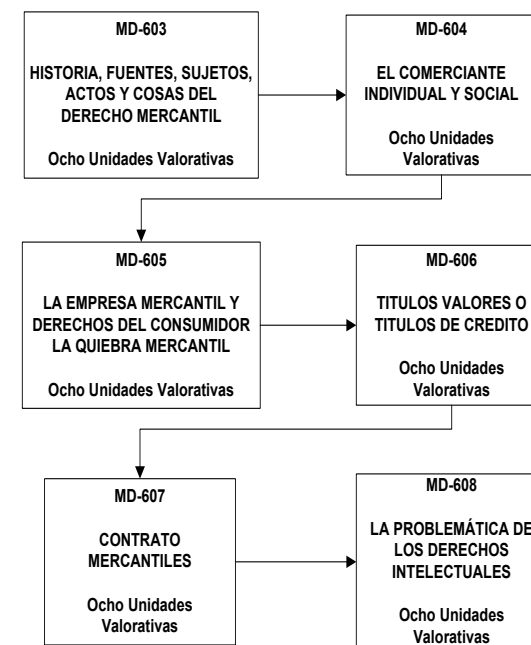 MD-603
HISTORIA, FUENTES, SUJETOS,
ACTOS Y COSAS DEL
DERECHO MERCANTIL
Ocho Unidades Valorativas
MD-604
EL COMERCIANTE
INDIVIDUAL Y SOCIAL
Ocho Unidades
Valorativas
MD-605
LA EMPRESA MERCANTIL Y
DERECHOS DEL CONSUMIDOR
LA QUIEBRA MERCANTIL
Ocho Unidades Valorativas
MD-606
TITULOS VALORES O
TITULOS DE CREDITO
Ocho Unidades
Valorativas
MD-607
CONTRATO
MERCANTILES
Ocho Unidades
Valorativas
MD-608
LA PROBLEMÁTICA DE
LOS DERECHOS
INTELECTUALES
Ocho Unidades
Valorativas